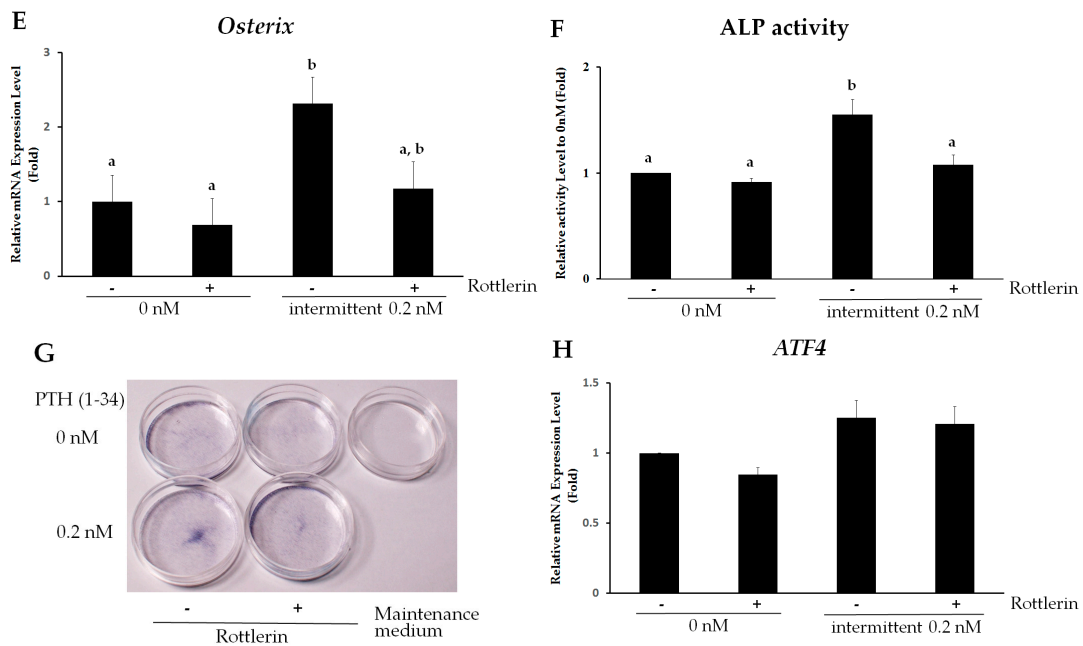 E
Osterix
Relative mRNA Expression Level
(Fold)
3
2
1
0
a
a
b
a, b
-
+
-
+
Rottlerin
0 nM
intermittent 0.2 nM
F
ALP activity
Relative activity Level to 0nM (Fold)
2
1
0
a
a
b
a
-
+
-
+
Rottlerin
0 nM
intermittent 0.2 nM
G
PTH (1-34)
0 nM
0.2 nM
-
+
Rottlerin
Maintenance
medium
H
ATF4
Relative mRNA Expression Level
(Fold)
1.5
1
0.5
0
-
+
-
+
Rottlerin
0 nM
intermittent 0.2 nM